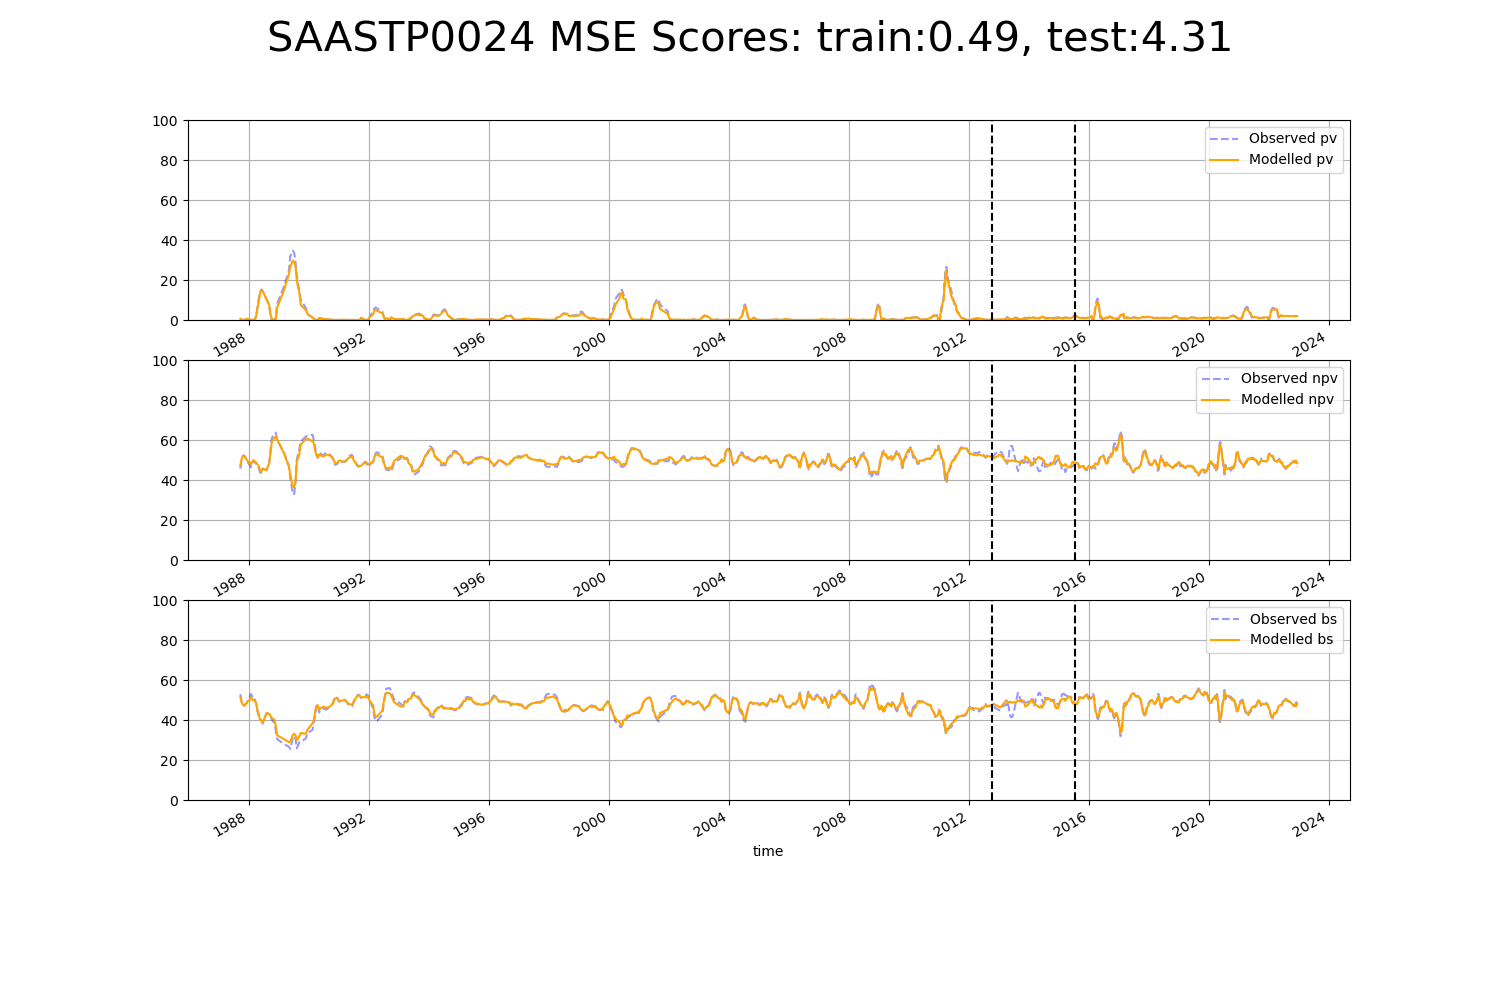 SAASTP0024 MSE Scores: train:0.49, test:4.31
100
80
60
40
20
0
Observed pv
Modelled pv
1988 1992 1996 2000 2004 2008 2012 2016 2020 2024
100
80
60
40
20
0
Observed npv
Modelled npv
1988 1992 1996 2000 2004 2008 2012 2016 2020 2024
100
80
60
40
20
0
Observed bs
Modelled bs
1988 1992 1996 2000 2004 2008 2012 2016 2020 2024
time